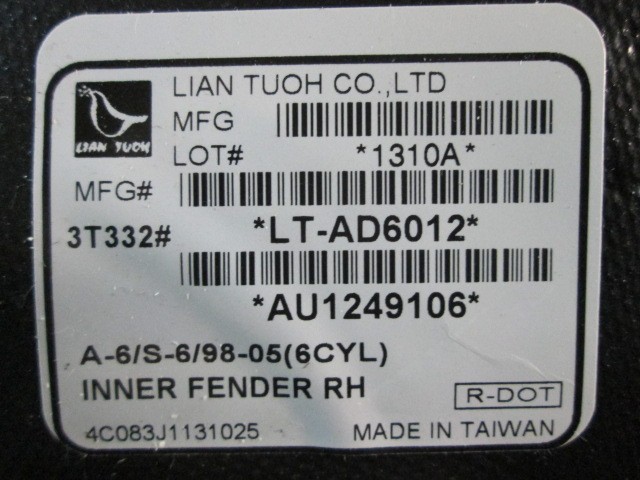 LIAN TUOH CO.,LTD
LIAN TUOH
MFG
LOT# *1310A*
MFG#
3T332# *LT-AD6012*
*AU1249106*
A-6/S-6/98-05(6CYL)
INNER FENDER RH R-DOT
4C083J1131025 MADE IN TAIWAN